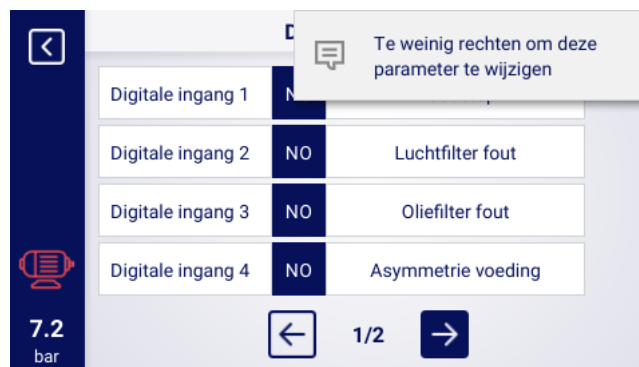 Te weinig rechten om deze
parameter te wijzigen
Digitale ingang 1
Digitale ingang 2 NO Luchtfilter fout
Digitale ingang 3 NO Oliefilter fout
Digitale ingang 4 NO Asymmetrie voeding
7.2
bar
1/2